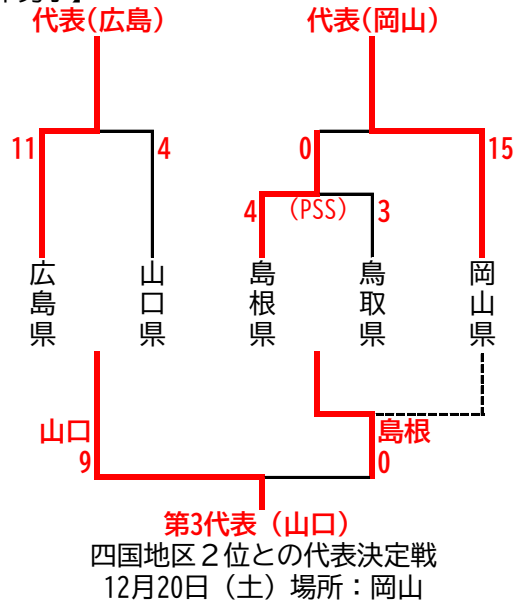 代表(広島) 代表(岡山)
11 4 0 15
4 (PSS) 3
広島県 山口県 島根県 鳥取県 岡山県
山口 島根
9 0
第3代表（山口）
四国地区２位との代表決定戦
12月20日（土）場所：岡山